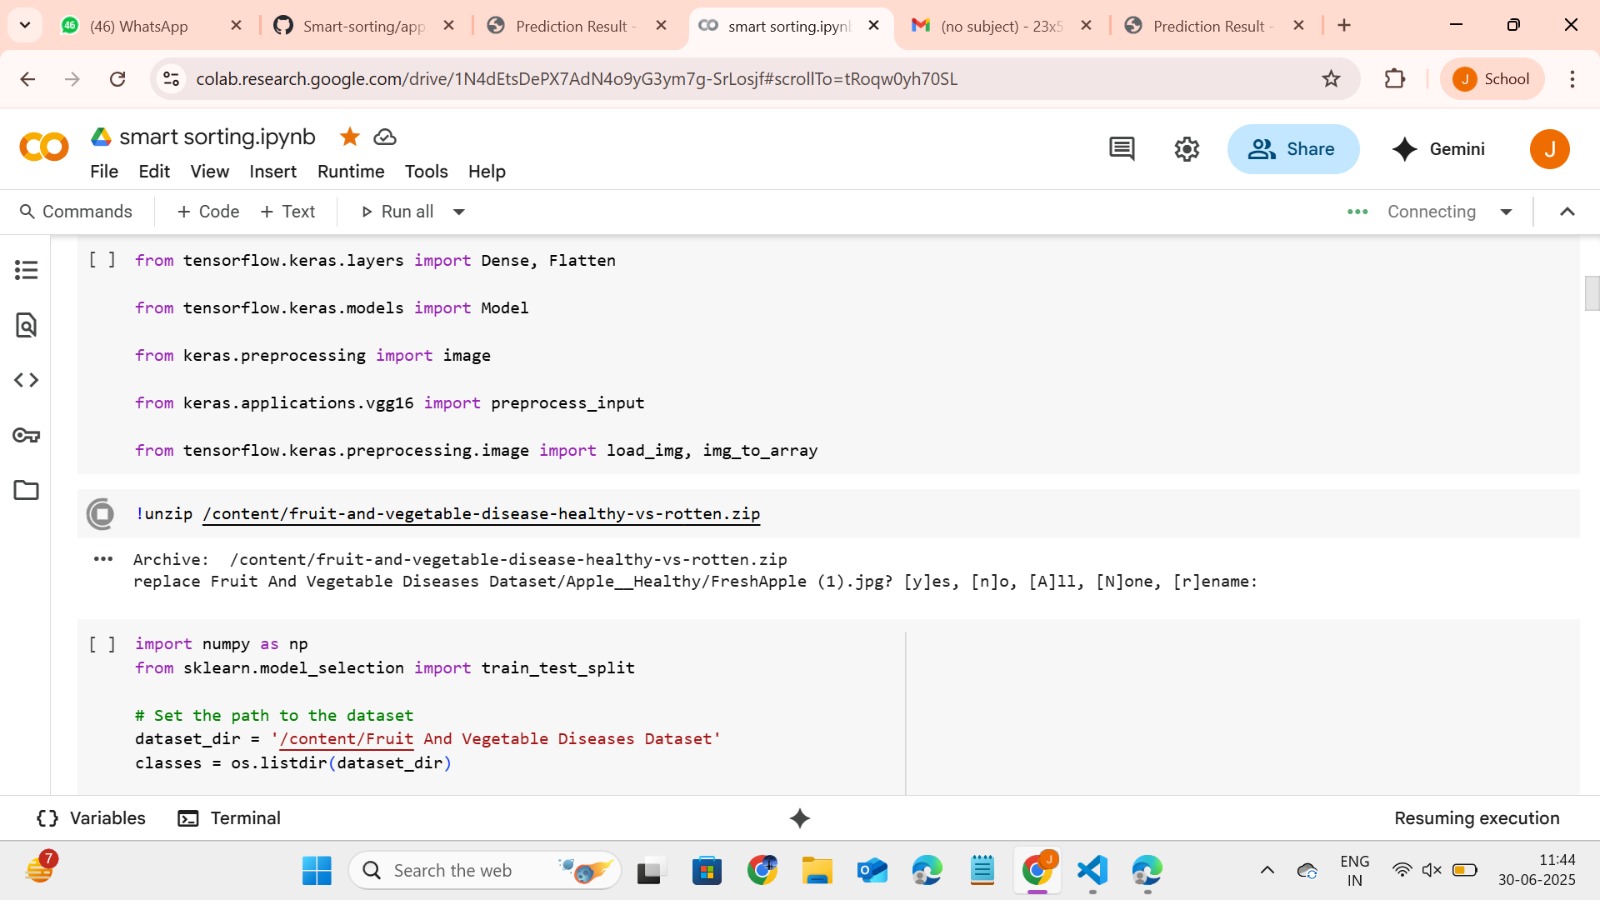 (46) WhatsApp
Smart-sorting/app
Prediction Result -
smart sorting.ipynb
(no subject) - 23x5
Prediction Result -
colab.research.google.com/drive/1N4dEtsDePX7AdN4o9yG3ym7g-SrLosjf#scrollTo=tRoqw0yh70SL
J School
smart sorting.ipynb
Share
Gemini
J
File Edit View Insert Runtime Tools Help
Commands
+ Code + Text
Run all
Connecting
[ ] from tensorflow.keras.layers import Dense, Flatten
from tensorflow.keras.models import Model
from keras.preprocessing import image
from keras.applications.vgg16 import preprocess_input
from tensorflow.keras.preprocessing.image import load_img, img_to_array
!unzip /content/fruit-and-vegetable-disease-healthy-vs-rotten.zip
Archive:  /content/fruit-and-vegetable-disease-healthy-vs-rotten.zip
replace Fruit And Vegetable Diseases Dataset/Apple__Healthy/FreshApple (1).jpg? [y]es, [n]o, [A]ll, [N]one, [r]ename:
[ ] import numpy as np
from sklearn.model_selection import train_test_split
# Set the path to the dataset
dataset_dir = '/content/Fruit And Vegetable Diseases Dataset'
classes = os.listdir(dataset_dir)
{} Variables
Terminal
Resuming execution
7
Search the web
J
ENG
IN
11:44
30-06-2025